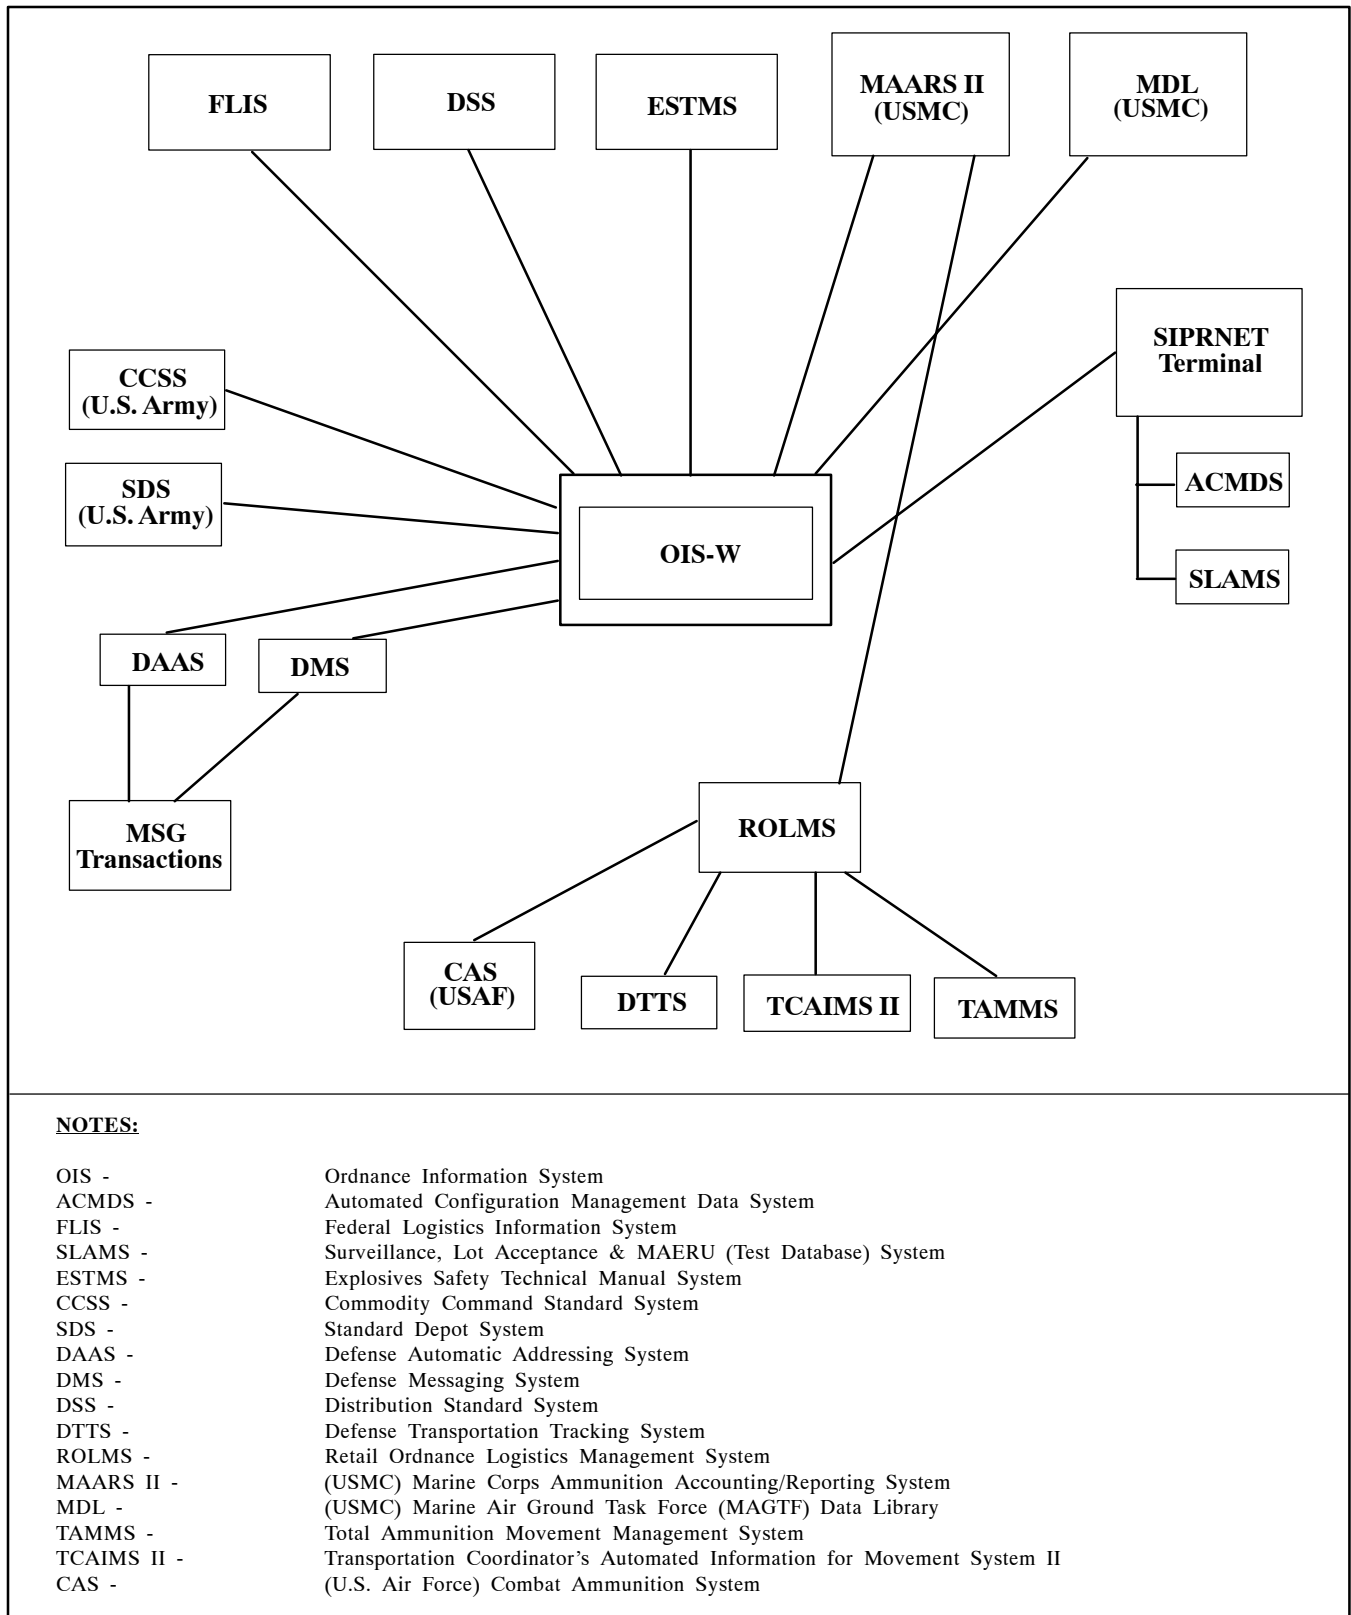 FLIS
DSS
ESTMS
MAARS II
(USMC)
MDL
(USMC)
SIPRNET
Terminal
CCSS
(U.S. Army)
ACMDS
SDS
(U.S. Army)
OIS-W
SLAMS
DAAS
DMS
MSG
Transactions
ROLMS
CAS
(USAF)
DTTS
TCAIMS II
TAMMS
NOTES:
OIS - Ordnance Information System
ACMDS - Automated Configuration Management Data System
FLIS - Federal Logistics Information System
SLAMS - Surveillance, Lot Acceptance & MAERU (Test Database) System
ESTMS - Explosives Safety Technical Manual System
CCSS - Commodity Command Standard System
SDS - Standard Depot System
DAAS - Defense Automatic Addressing System
DMS - Defense Messaging System
DSS - Distribution Standard System
DTTS - Defense Transportation Tracking System
ROLMS - Retail Ordnance Logistics Management System
MAARS II - (USMC) Marine Corps Ammunition Accounting/Reporting System
MDL - (USMC) Marine Air Ground Task Force (MAGTF) Data Library
TAMMS - Total Ammunition Movement Management System
TCAIMS II - Transportation Coordinator's Automated Information for Movement System II
CAS - (U.S. Air Force) Combat Ammunition System